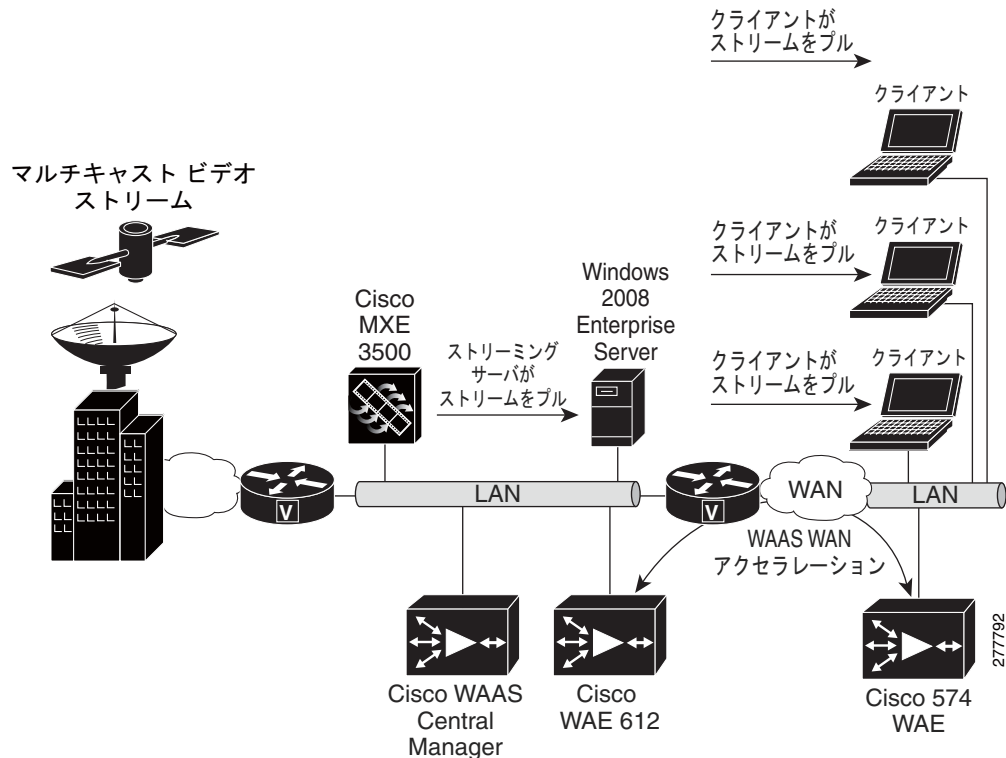 クライアントが
ストリームをプル
クライアント
マルチキャスト ビデオ
ストリーム
クライアントが
ストリームをプル
クライアント
Windows
2008
Enterprise
Server
Cisco
MXE
3500
ストリーミング
サーバが
ストリームをプル
クライアントが
ストリームをプル
クライアント
LAN
V
V
WAN
LAN
WAAS WAN
アクセラレーション
Cisco WAAS
Central
Manager
Cisco
WAE 612
Cisco 574
WAE
277792